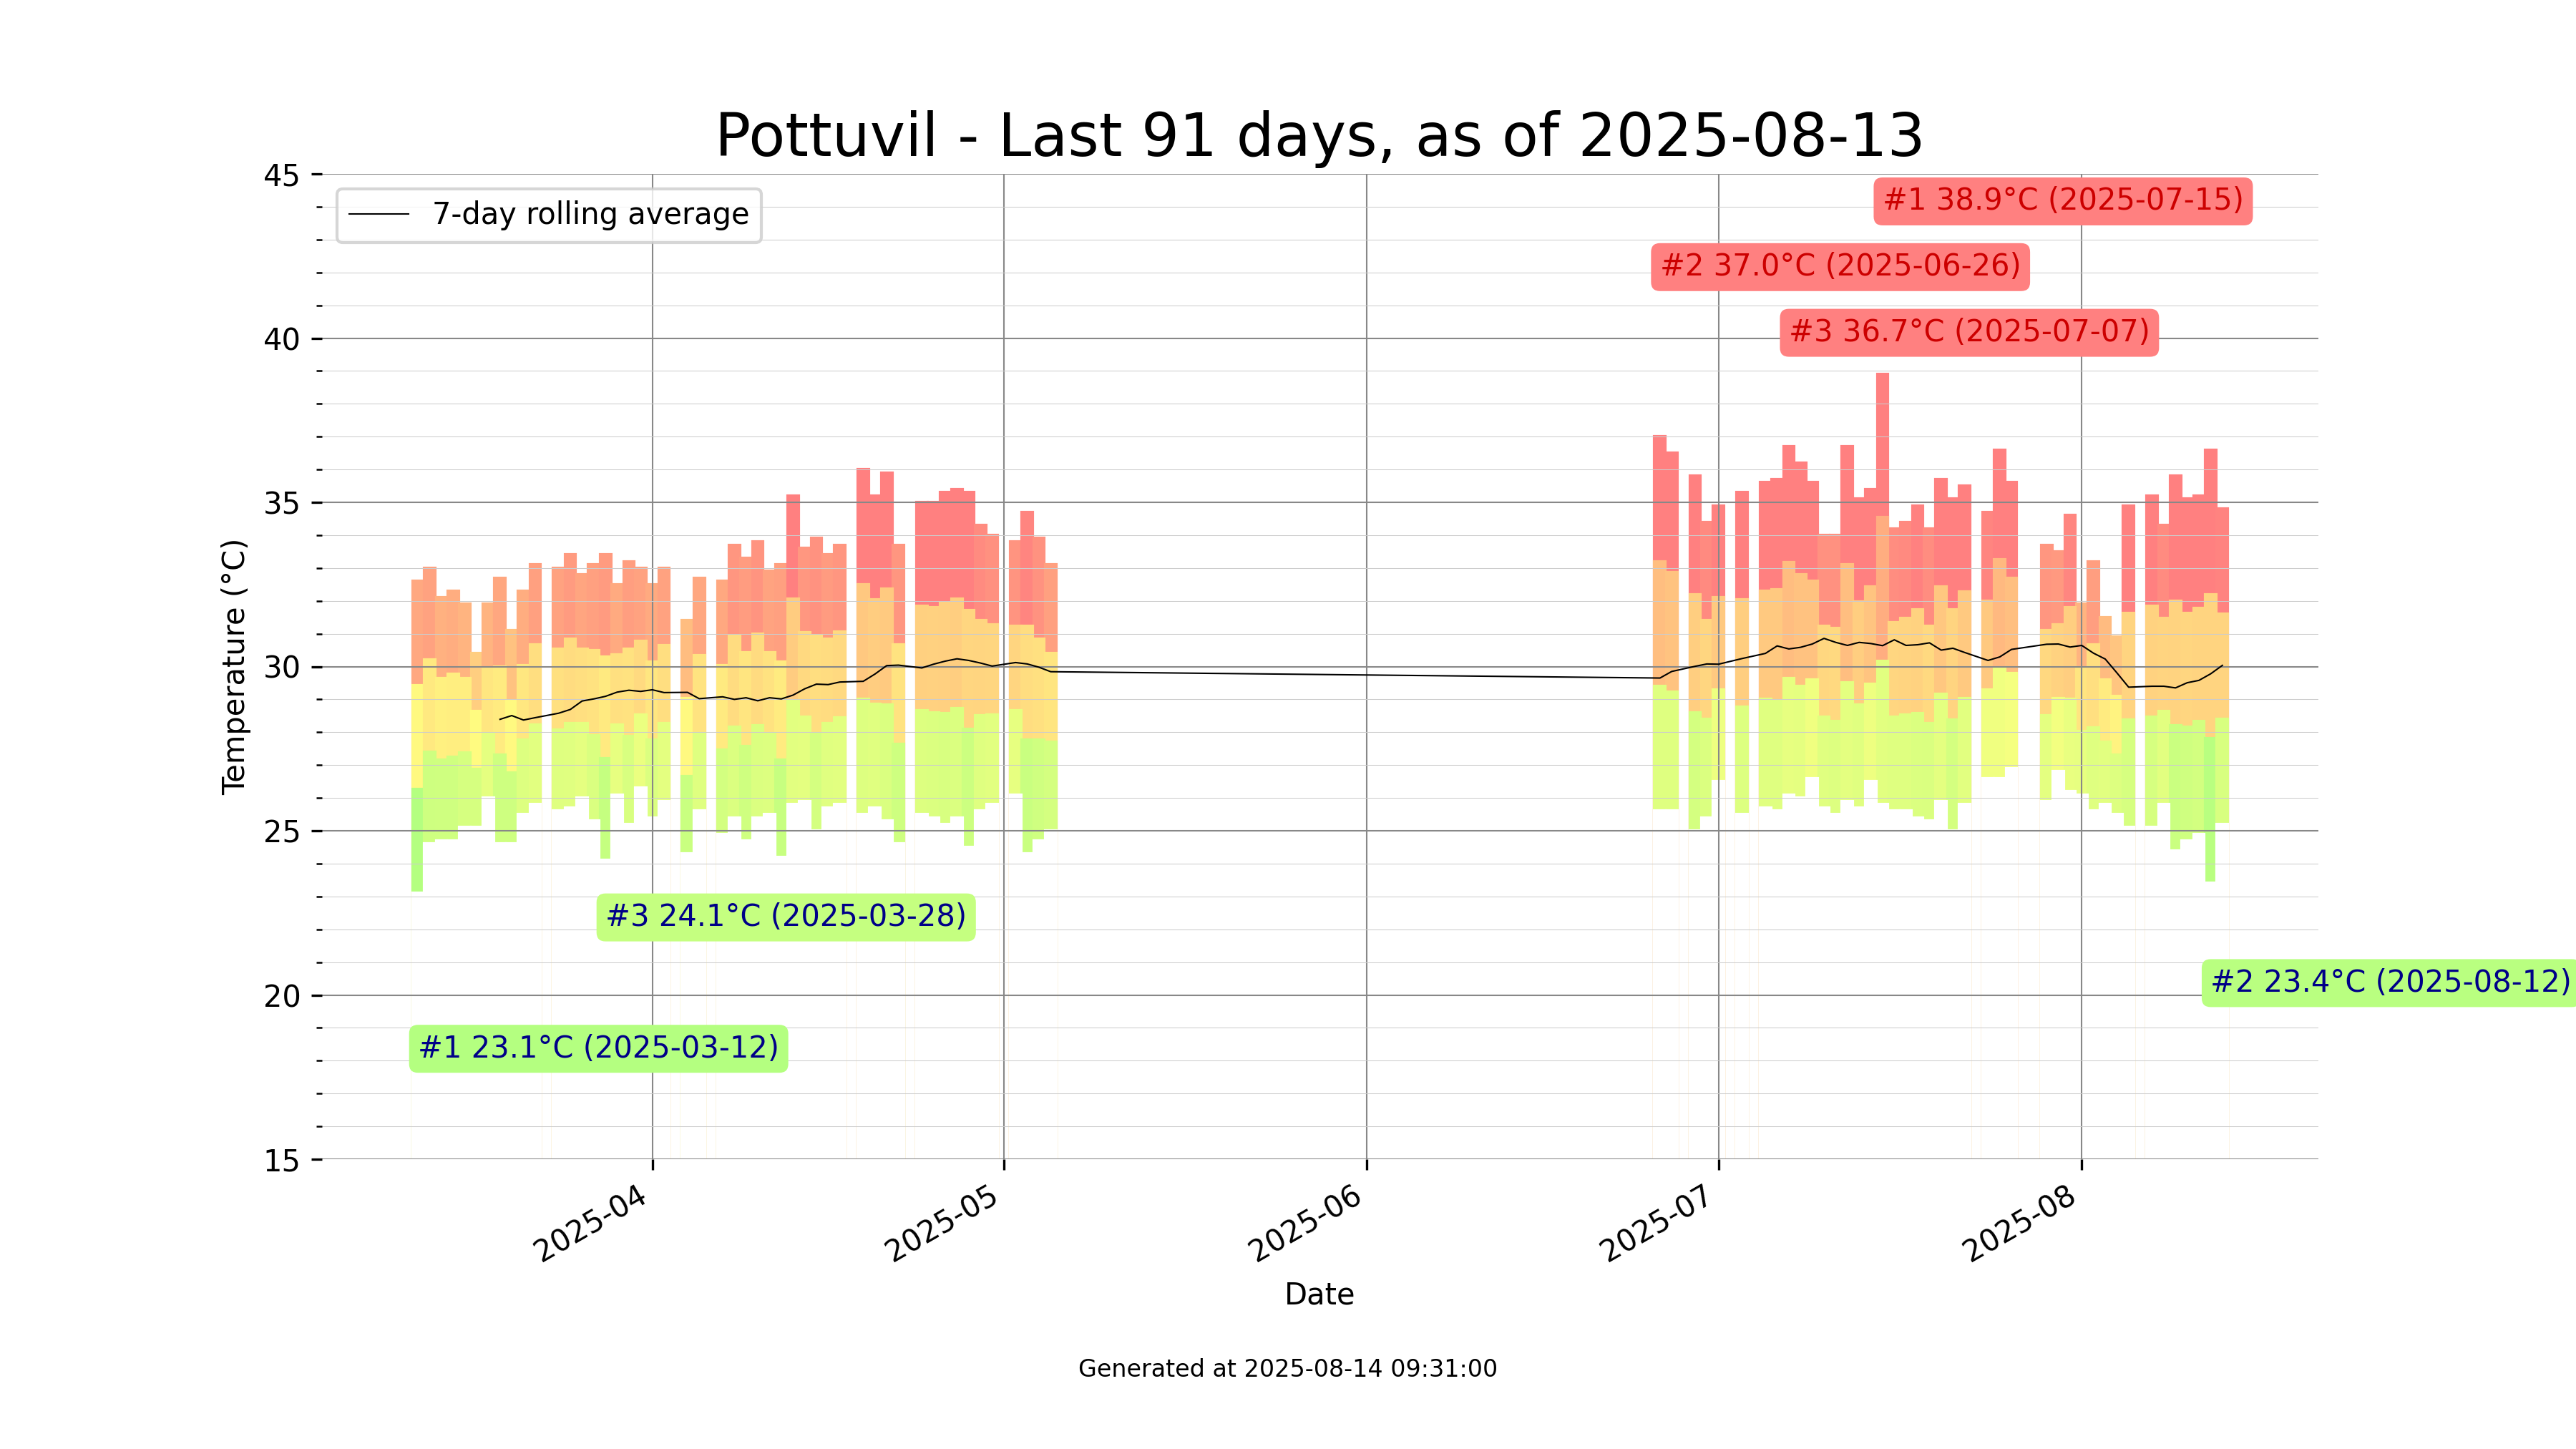 Pottuvil - Last 91 days, as of 2025-08-13
45
40
35
30
25
20
15
Temperature (°C)
7-day rolling average
#1 38.9°C (2025-07-15)
#2 37.0°C (2025-06-26)
#3 36.7°C (2025-07-07)
#3 24.1°C (2025-03-28)
#2 23.4°C (2025-08-12)
#1 23.1°C (2025-03-12)
2025-04
2025-05
2025-06
2025-07
2025-08
Date
Generated at 2025-08-14 09:31:00